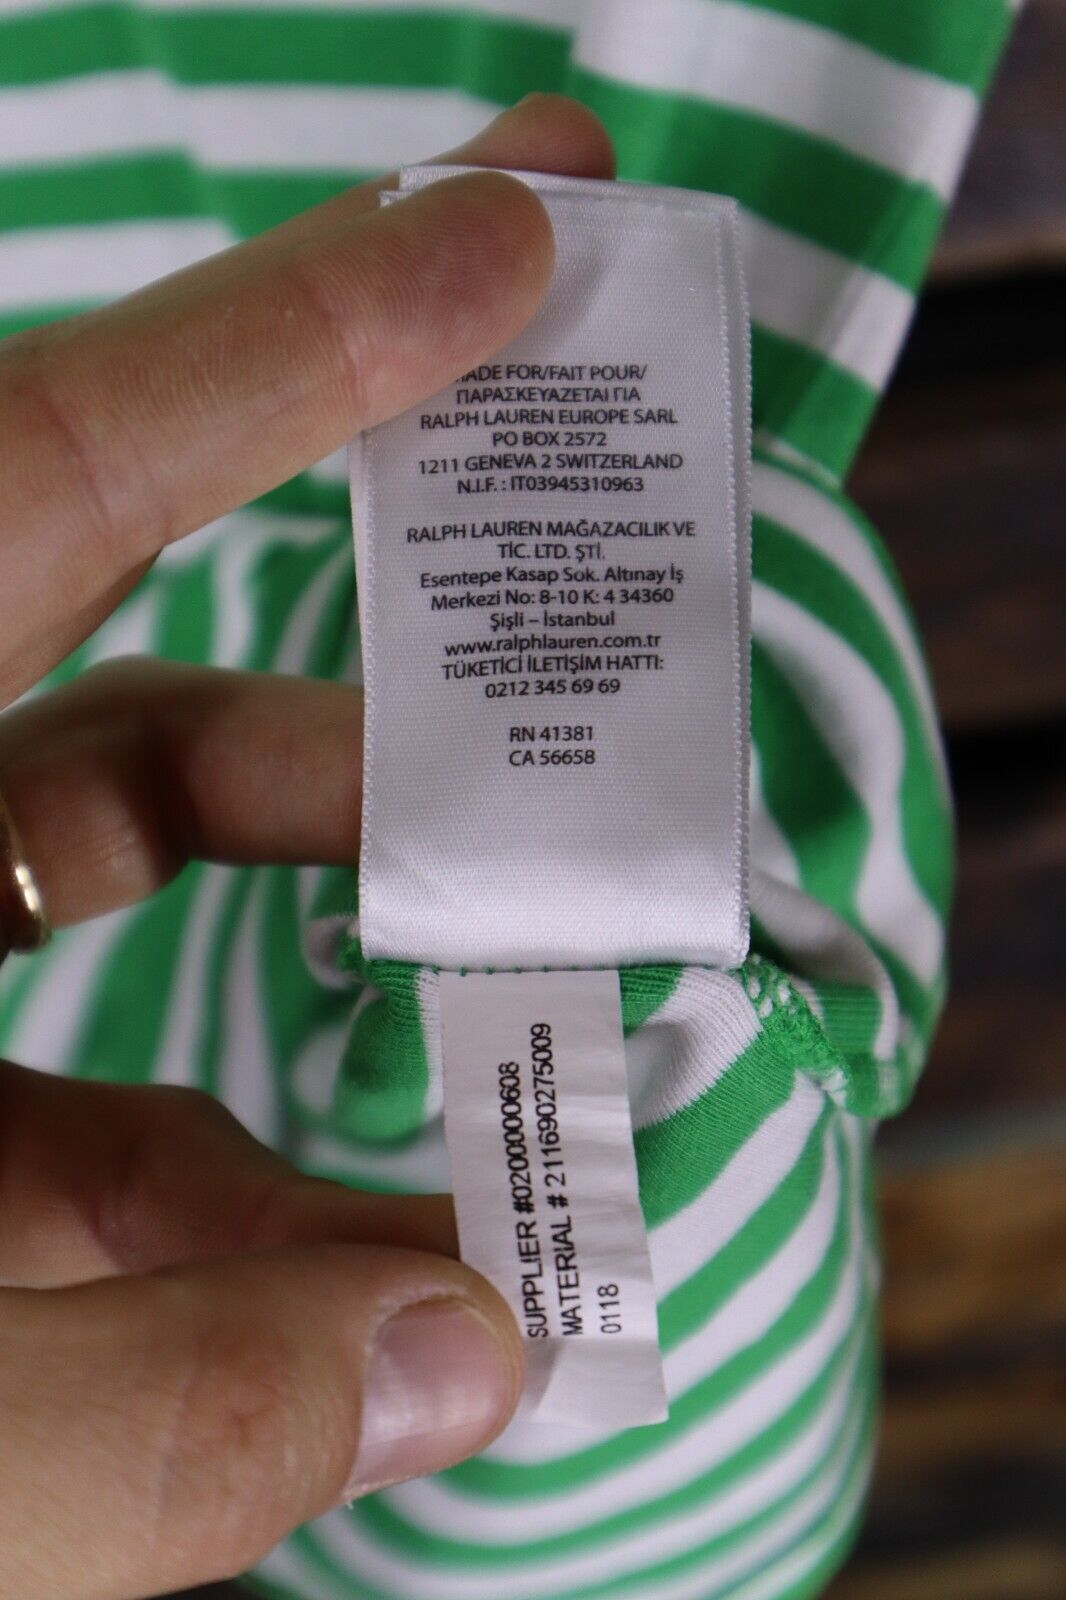 MADE FOR/FAIT POUR/
ΠΑΡΑΣΚΕΥΑΖΕΤΑΙ ΓΙΑ
RALPH LAUREN EUROPE SARL
PO BOX 2572
1211 GENEVA 2 SWITZERLAND
N.I.F. : IT03945310963
RALPH LAUREN MAĞAZACILIK VE
TİC. LTD. ŞTİ.
Esentepe Kasap Sok. Altınay İş
Merkezi No: 8-10 K: 4 34360
Şişli – İstanbul
www.ralphlauren.com.tr
TÜKETİCİ İLETİŞİM HATTI:
0212 345 69 69
RN 41381
CA 56658
SUPPLIER #0200000608
MATERIAL # 211690275009
0118